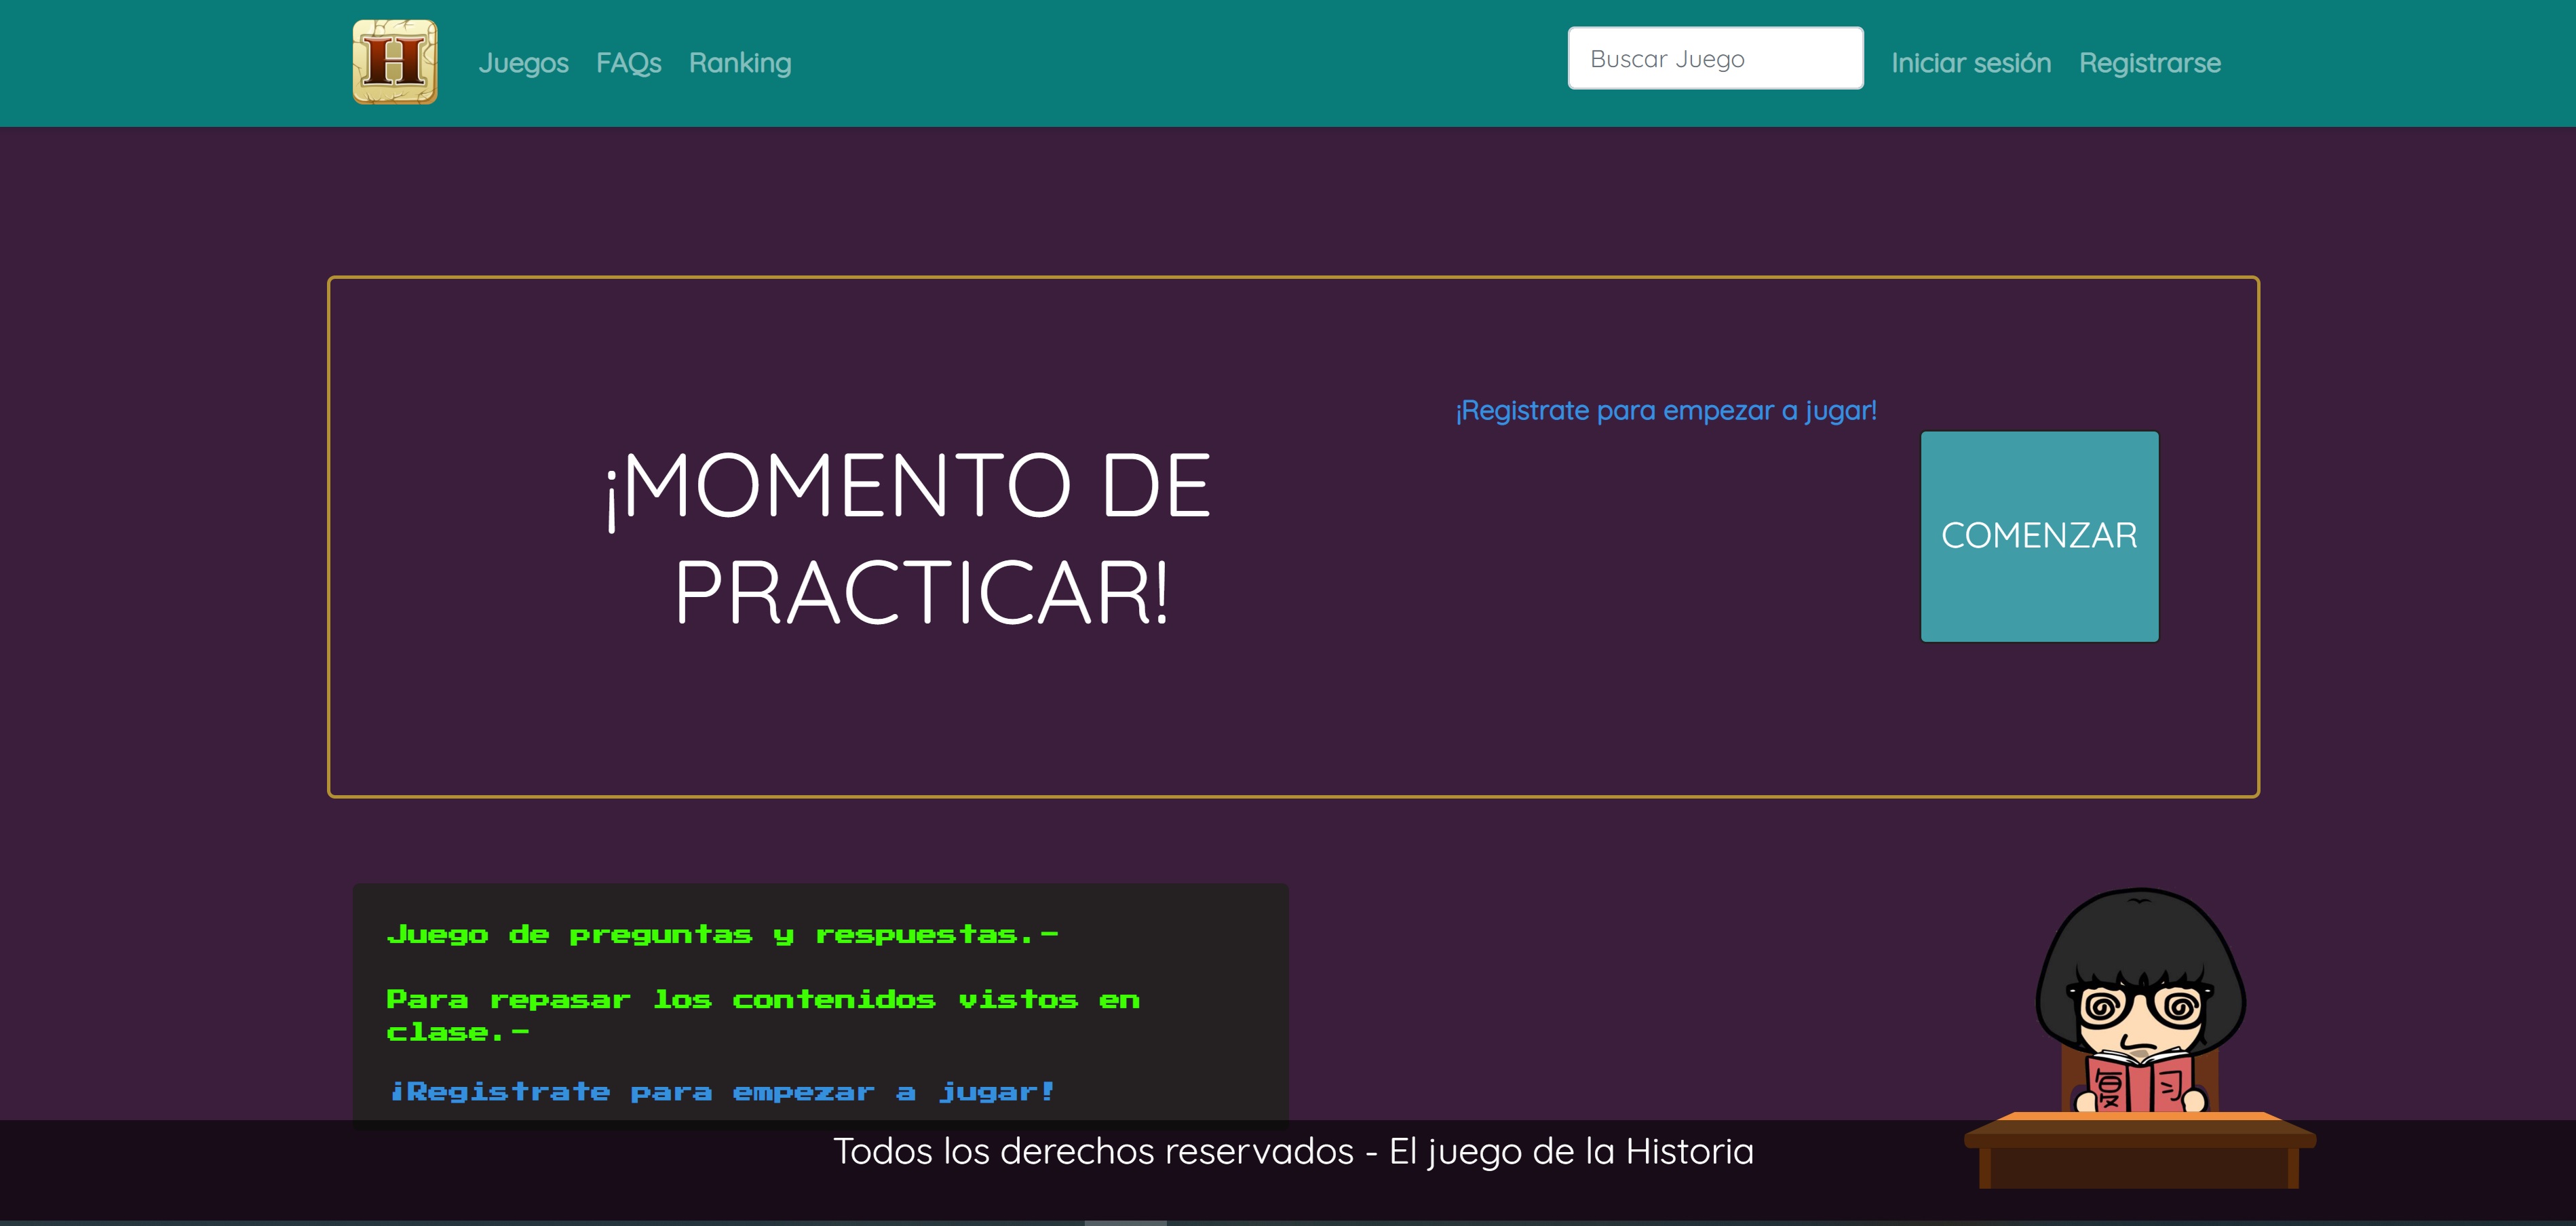 H
Juegos
FAQs
Ranking
Buscar Juego
Iniciar sesión
Registrarse
¡Registrate para empezar a jugar!
¡MOMENTO DE
PRACTICAR!
COMENZAR
Juego de preguntas y respuestas.-
Para repasar los contenidos vistos en
clase.-
¡Registrate para empezar a jugar!
复习
Todos los derechos reservados - El juego de la Historia